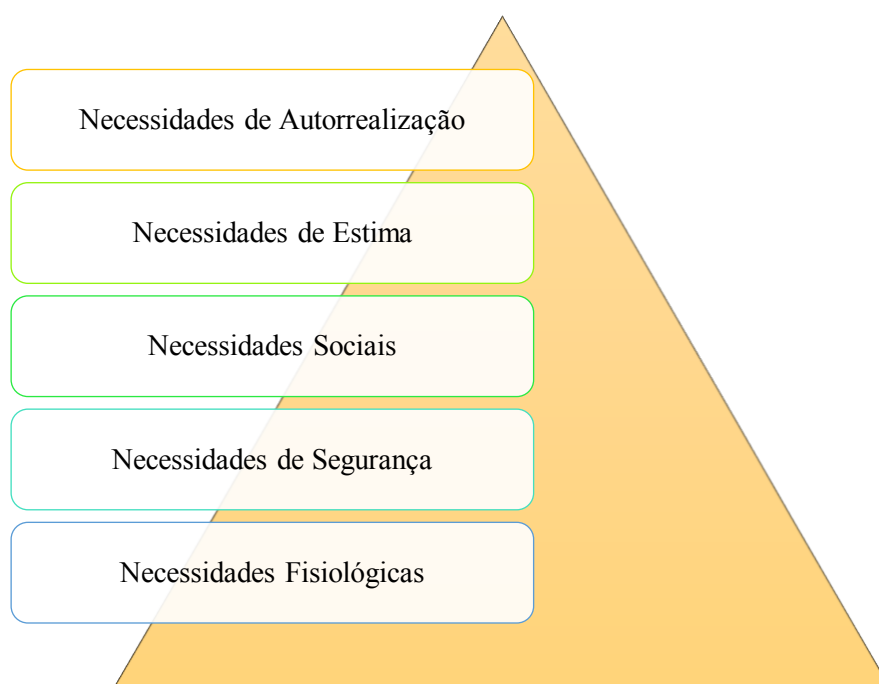 Necessidades de Autorrealização
Necessidades de Estima
Necessidades Sociais
Necessidades de Segurança
Necessidades Fisiológicas